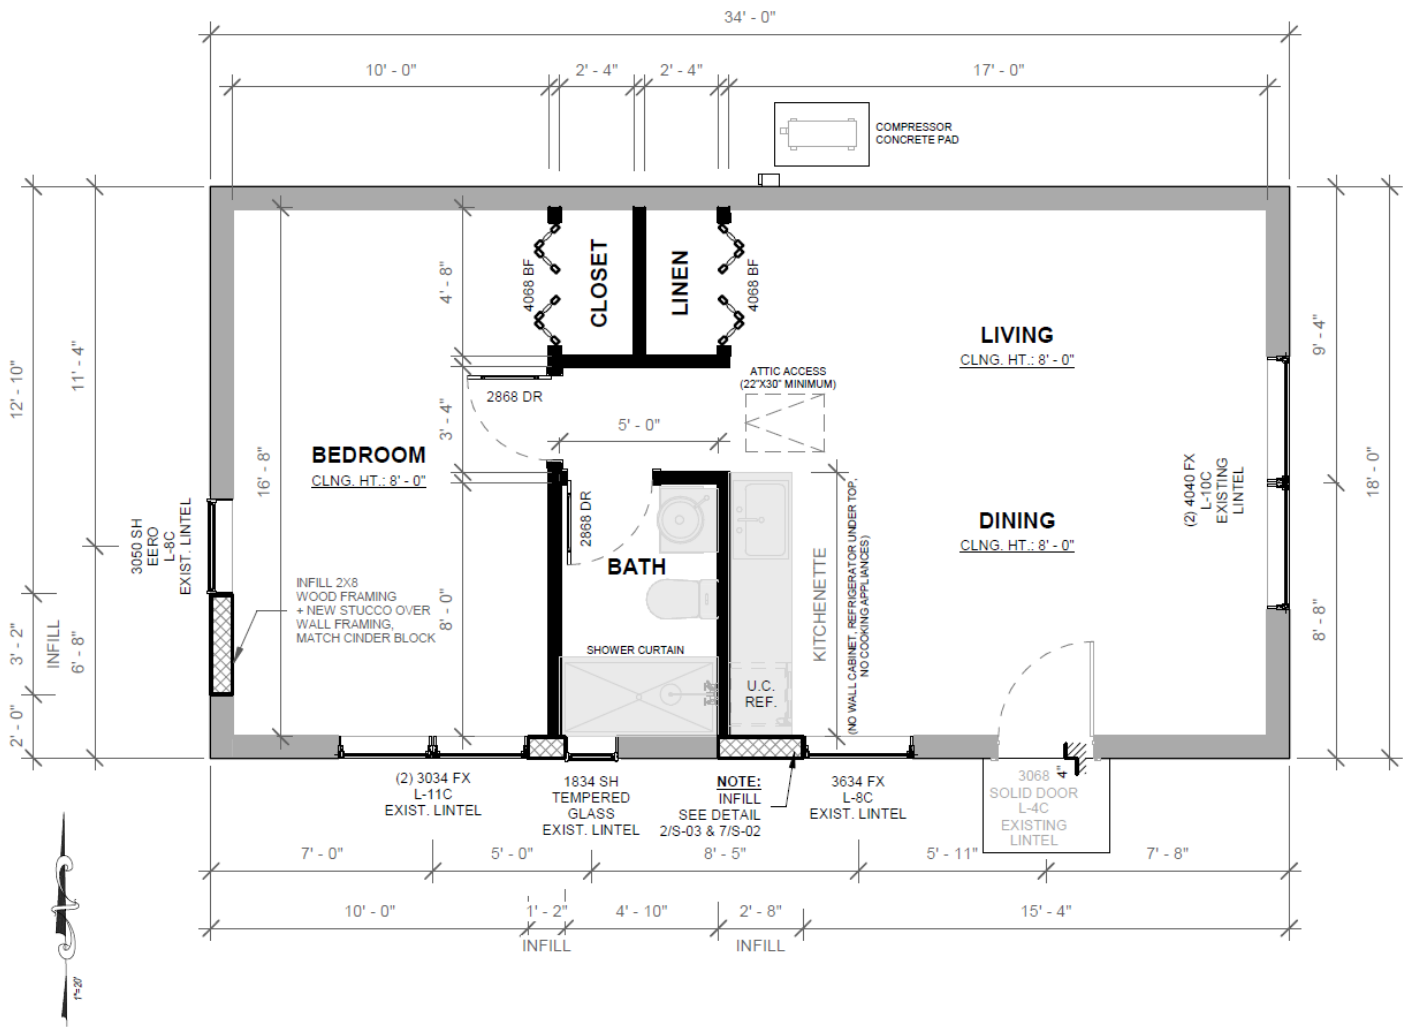 34' - 0"
10' - 0"
2' - 4"
2' - 4"
17' - 0"
COMPRESSOR
CONCRETE PAD
CLOSET
LINEN
4068 BF
4068 BF
4' - 8"
LIVING
CLNG. HT.: 8' - 0"
ATTIC ACCESS
(22"X30" MINIMUM)
2868 DR
3' - 4"
5' - 0"
BEDROOM
CLNG. HT.: 8' - 0"
16' - 8"
12' - 10"
11' - 4"
9' - 4"
18' - 0"
(2) 4040 FX
L-10C
EXISTING
LINTEL
DINING
CLNG. HT.: 8' - 0"
3050 SH
EERO
L-8C
EXIST. LINTEL
2868 DR
BATH
KITCHENETTE
(NO WALL CABINET, REFRIGERATOR UNDER TOP,
NO COOKING APPLIANCES)
INFILL 2X8
WOOD FRAMING
+ NEW STUCCO OVER
WALL FRAMING,
MATCH CINDER BLOCK
8' - 0"
3' - 2"
INFILL
6' - 8"
8' - 8"
SHOWER CURTAIN
U.C.
REF.
2' - 0"
(2) 3034 FX
L-11C
EXIST. LINTEL
1834 SH
TEMPERED
GLASS
EXIST. LINTEL
NOTE:
INFILL
SEE DETAIL
2/S-03 & 7/S-02
3634 FX
L-8C
EXIST. LINTEL
3068
SOLID DOOR
L-4C
EXISTING
LINTEL
4"
7' - 0"
5' - 0"
8' - 5"
5' - 11"
7' - 8"
10' - 0"
1' - 2"
4' - 10"
2' - 8"
15' - 4"
INFILL
INFILL
1"=20'